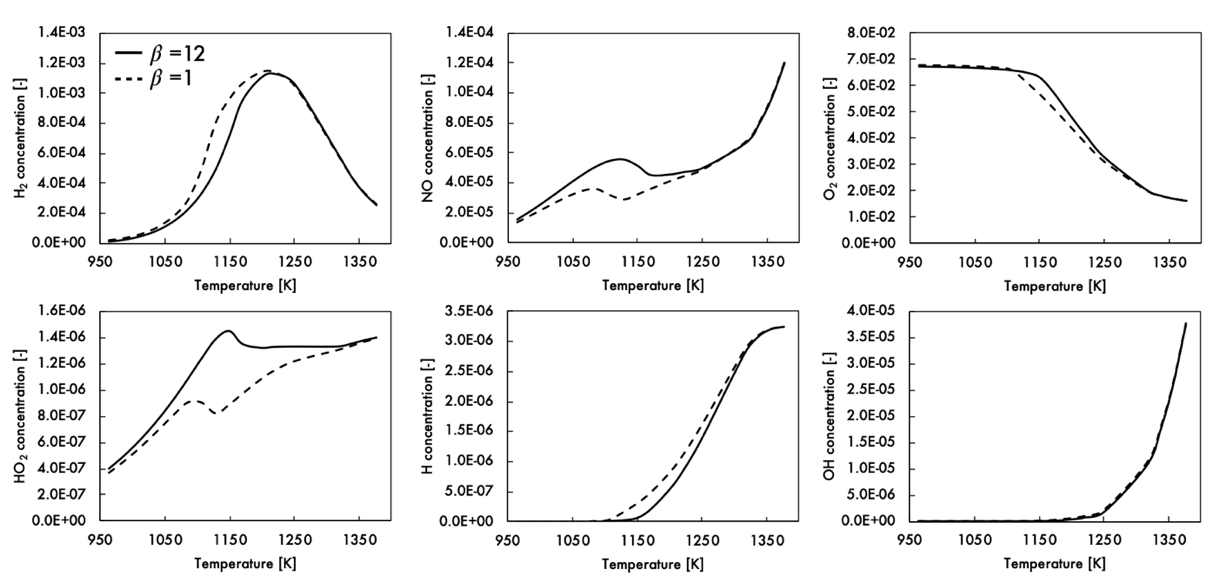 1.4E-03
1.2E-03
1.0E-03
8.0E-04
6.0E-04
4.0E-04
2.0E-04
0.0E+00
H2 concentration [-]
β =12
β =1
950 1050 1150 1250 1350
Temperature [K]
1.4E-04
1.2E-04
1.0E-04
8.0E-05
6.0E-05
4.0E-05
2.0E-05
0.0E+00
NO concentration [-]
950 1050 1150 1250 1350
Temperature [K]
8.0E-02
7.0E-02
6.0E-02
5.0E-02
4.0E-02
3.0E-02
2.0E-02
1.0E-02
0.0E+00
O2 concentration [-]
950 1050 1150 1250 1350
Temperature [K]
1.6E-06
1.4E-06
1.2E-06
1.0E-06
8.0E-07
6.0E-07
4.0E-07
2.0E-07
0.0E+00
HO2 concentration [-]
950 1050 1150 1250 1350
Temperature [K]
3.5E-06
3.0E-06
2.5E-06
2.0E-06
1.5E-06
1.0E-06
5.0E-07
0.0E+00
H concentration [-]
950 1050 1150 1250 1350
Temperature [K]
4.0E-05
3.5E-05
3.0E-05
2.5E-05
2.0E-05
1.5E-05
1.0E-05
5.0E-06
0.0E+00
OH concentration [-]
950 1050 1150 1250 1350
Temperature [K]